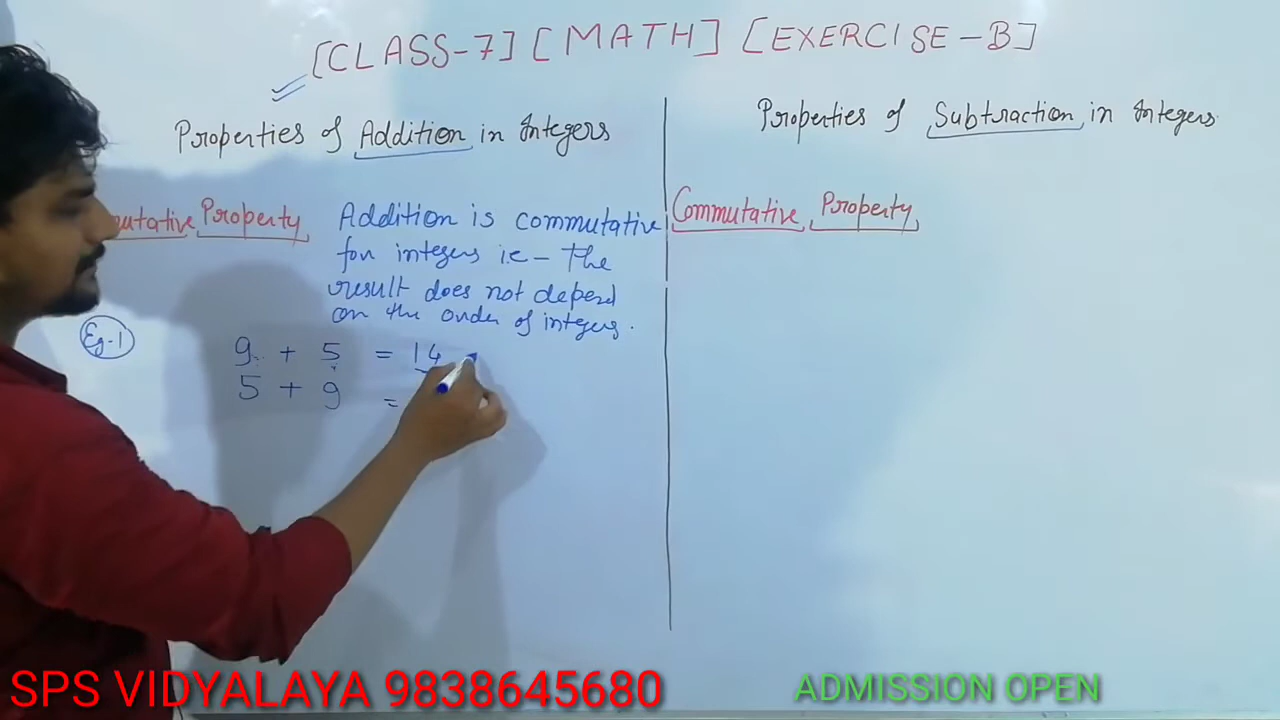 [CLASS-7] [MATH] [EXERCISE-B]
Properties of Addition in Integers
mutative Property
Addition is commutative
for integers i.e - The
result does not depend
on the order of integers.
Eg-1
9 + 5 = 14
5 + 9 =
Properties of Subtraction in Integers
Commutative Property
SPS VIDYALAYA 9838645680
ADMISSION OPEN